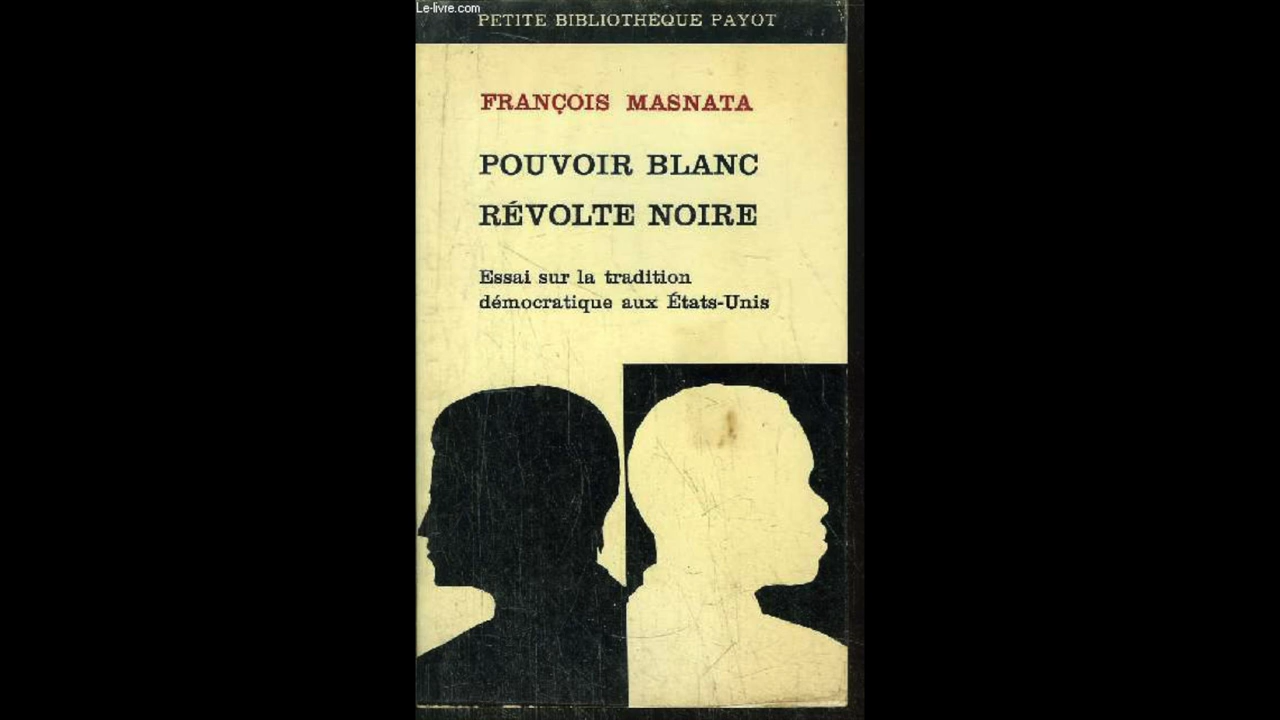 Le-livre.com
PETITE BIBLIOTHÈQUE PAYOT
FRANÇOIS MASNATA
POUVOIR BLANC
RÉVOLTE NOIRE
Essai sur la tradition
démocratique aux États-Unis